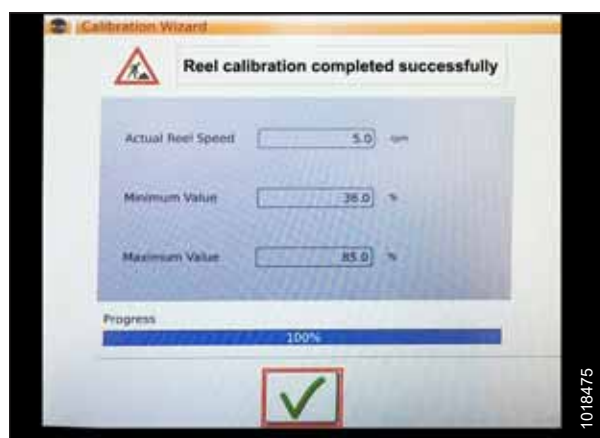 Calibration Wizard
Reel calibration completed successfully
Actual Reel Speed 5.0 rpm
Minimum Value 36.0 %
Maximum Value 85.0 %
Progress
100%
1018475